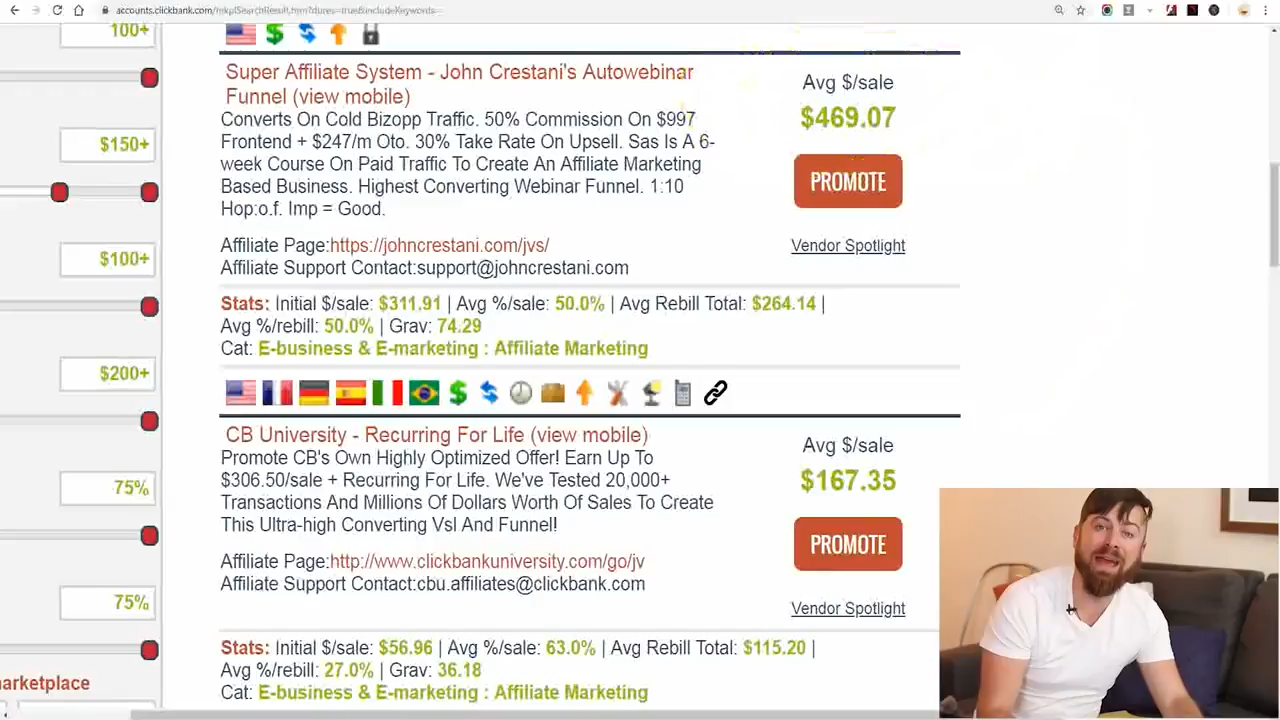 accounts.clickbank.com/mkplSearchResult.htm?dores=true&includeKeywords=
100+
Super Affiliate System - John Crestani's Autowebinar
Funnel (view mobile)
Avg $/sale
$469.07
Converts On Cold Bizopp Traffic. 50% Commission On $997
Frontend + $247/m Oto. 30% Take Rate On Upsell. Sas Is A 6-
week Course On Paid Traffic To Create An Affiliate Marketing
Based Business. Highest Converting Webinar Funnel. 1:10
Hop:o.f. Imp = Good.
$150+
PROMOTE
Affiliate Page:https://johncrestani.com/jvs/
Affiliate Support Contact:support@johncrestani.com
Vendor Spotlight
$100+
Stats: Initial $/sale: $311.91 | Avg %/sale: 50.0% | Avg Rebill Total: $264.14 |
Avg %/rebill: 50.0% | Grav: 74.29
Cat: E-business & E-marketing : Affiliate Marketing
$200+
CB University - Recurring For Life (view mobile)
Avg $/sale
$167.35
Promote CB's Own Highly Optimized Offer! Earn Up To
$306.50/sale + Recurring For Life. We've Tested 20,000+
Transactions And Millions Of Dollars Worth Of Sales To Create
This Ultra-high Converting Vsl And Funnel!
75%
PROMOTE
Affiliate Page:http://www.clickbankuniversity.com/go/jv
Affiliate Support Contact:cbu.affiliates@clickbank.com
Vendor Spotlight
75%
Stats: Initial $/sale: $56.96 | Avg %/sale: 63.0% | Avg Rebill Total: $115.20 |
Avg %/rebill: 27.0% | Grav: 36.18
Cat: E-business & E-marketing : Affiliate Marketing
arketplace